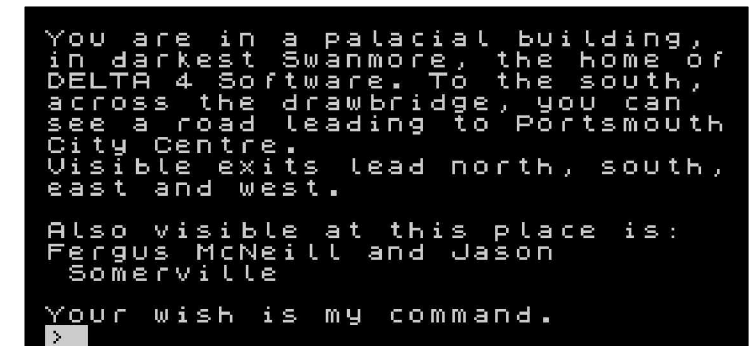 You are in a palacial building,
in darkest Swanmore, the home of
DELTA 4 Software. To the south,
across the drawbridge, you can
see a road leading to Portsmouth
City Centre.
Visible exits lead north, south,
east and west.
Also visible at this place is:
Fergus McNeill and Jason
Somerville
Your wish is my command.
>